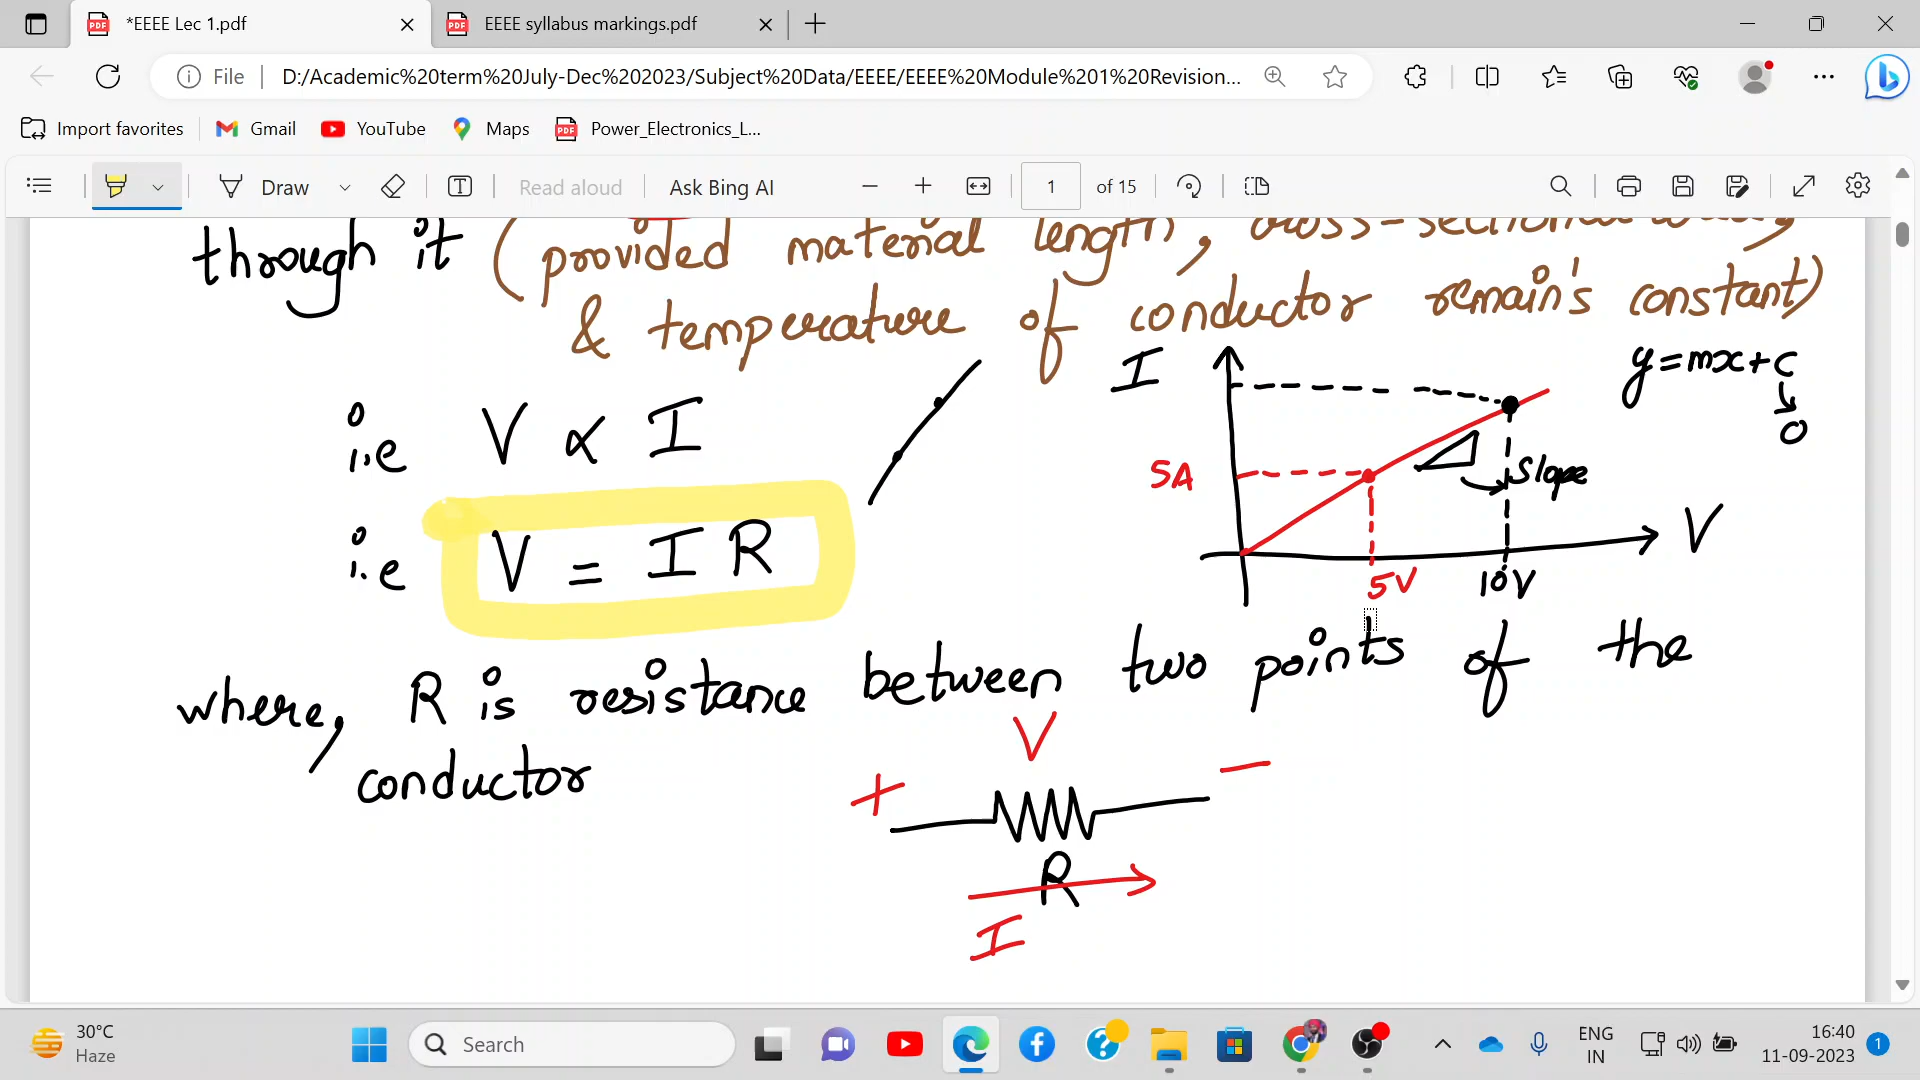 *EEEE Lec 1.pdf
EEEE syllabus markings.pdf
File
D:/Academic%20term%20July-Dec%202023/Subject%20Data/EEEE/EEEE%20Module%201%20Revision...
Import favorites
Gmail
YouTube
Maps
Power_Electronics_L...
Draw
Read aloud
Ask Bing AI
1 of 15
through it (provided material length, cross-sectional
& temperature of conductor remain's constant)
i.e V ∝ I
I
y=mx+c
0
5A
Slope
i.e V = I R
V
5V
10V
where, R is resistance between two points of the
conductor
V
+
−
R
I
30°C
Haze
Search
ENG
IN
16:40
11-09-2023
1